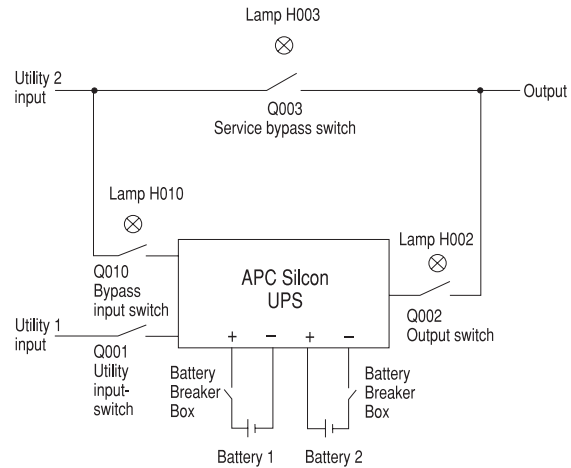 Lamp H003
Utility 2
input
Output
Q003
Service bypass switch
Lamp H010
Lamp H002
APC Silcon
UPS
Q010
Bypass
input switch
Q002
Output switch
Utility 1
input
+ − + −
Q001
Utility
input-
switch
Battery
Breaker
Box
Battery
Breaker
Box
Battery 1
Battery 2